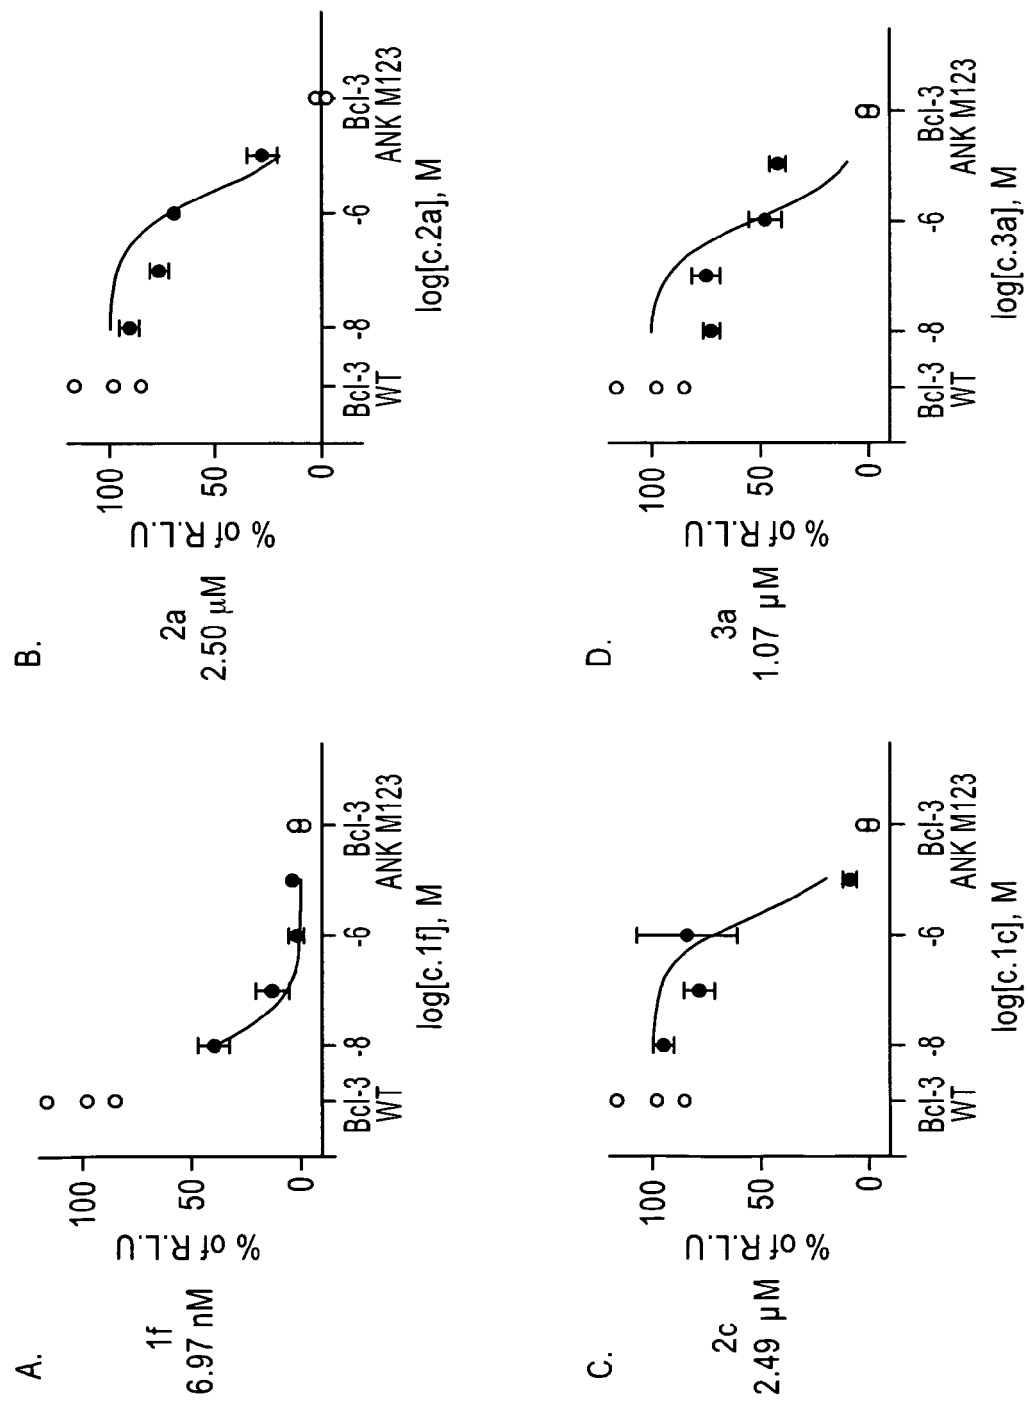 A.
1f
6.97 nM
% of R.L.U
100
50
0
Bcl-3
WT
-8
-6
Bcl-3
ANK M123
log[c.1f], M
B.
2a
2.50 µM
% of R.L.U
100
50
0
Bcl-3
WT
-8
-6
Bcl-3
ANK M123
log[c.2a], M
C.
2c
2.49 µM
% of R.L.U
100
50
0
Bcl-3
WT
-8
-6
Bcl-3
ANK M123
log[c.1c], M
D.
3a
1.07 µM
% of R.L.U
100
50
0
Bcl-3
WT
-8
-6
Bcl-3
ANK M123
log[c.3a], M